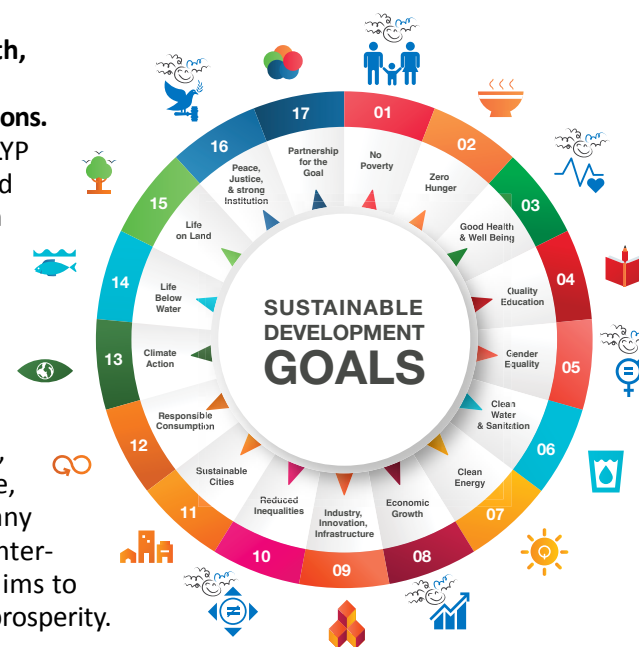 th,
ons.
YP
d
,
e,
any
nter-
ims to
prosperity.
SUSTAINABLE
DEVELOPMENT
GOALS
01
No
Poverty
02
Zero
Hunger
03
Good Health
& Well Being
04
Quality
Education
05
Gender
Equality
06
Clean
Water
& Sanitation
07
Clean
Energy
08
Economic
Growth
09
Industry,
Innovation,
Infrastructure
10
Reduced
Inequalities
11
Sustainable
Cities
12
Responsible
Consumption
13
Climate
Action
14
Life
Below
Water
15
Life
on Land
16
Peace,
Justice,
& strong
Institution
17
Partnership
for the
Goal